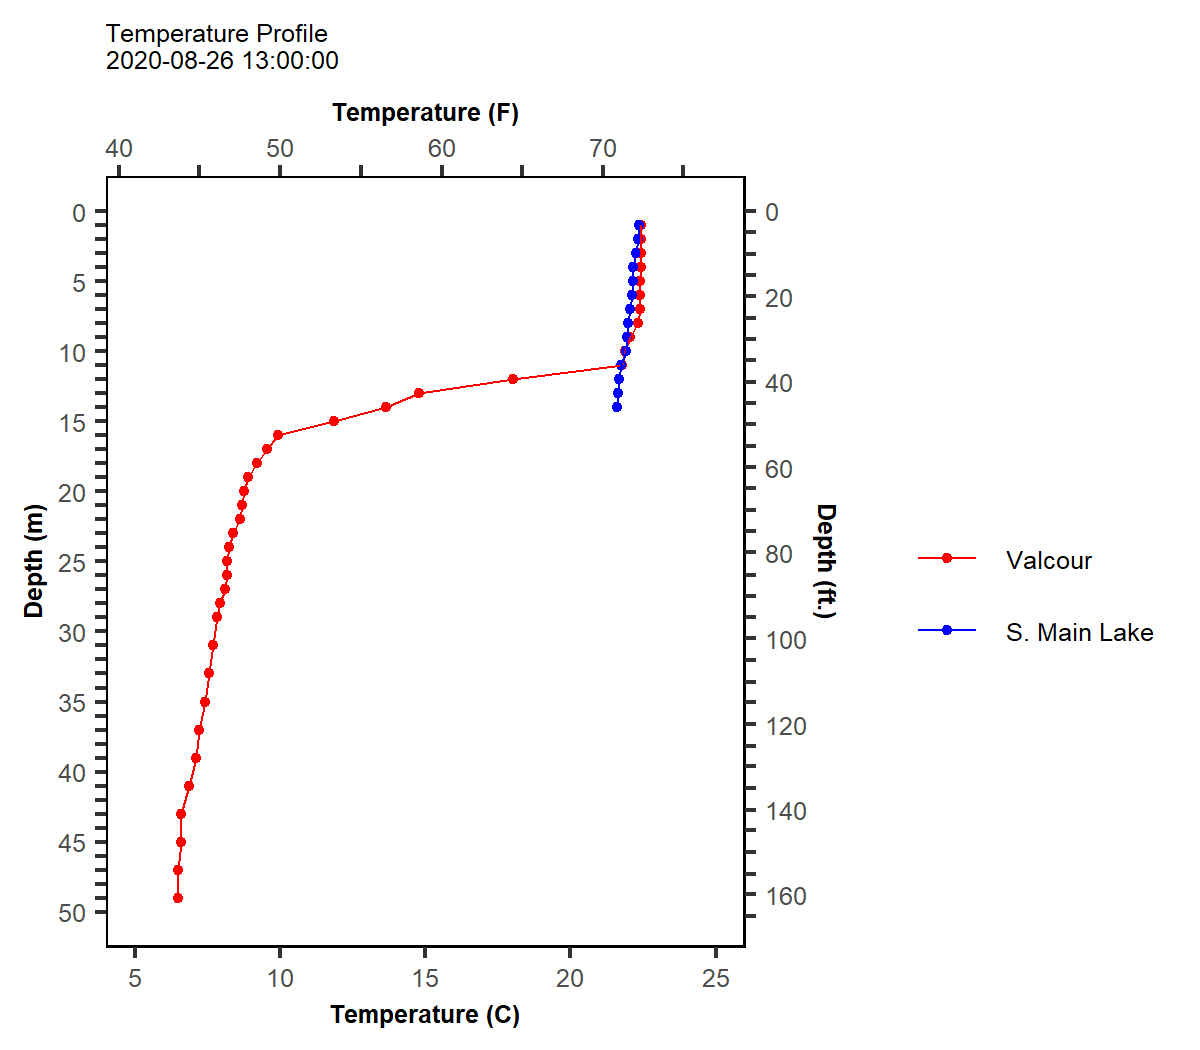 Temperature Profile
2020-08-26 13:00:00
Temperature (F)
40 50 60 70
0
5
10
15
20
25
30
35
40
45
50
Depth (m)
0
20
40
60
80
100
120
140
160
Depth (ft.)
Valcour
S. Main Lake
5 10 15 20 25
Temperature (C)